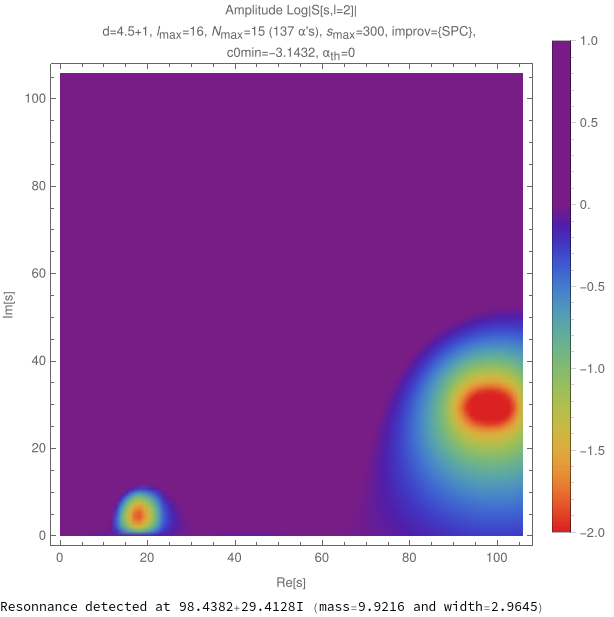 Amplitude Log|S[s,l=2]|
d=4.5+1, lmax=16, Nmax=15 (137 α's), smax=300, improv={SPC},
c0min=-3.1432, αth=0
1.0
0.5
0.
-0.5
-1.0
-1.5
-2.0
Im[s]
100
80
60
40
20
0
0 20 40 60 80 100
Re[s]
Resonnance detected at 98.4382+29.4128I (mass=9.9216 and width=2.9645)